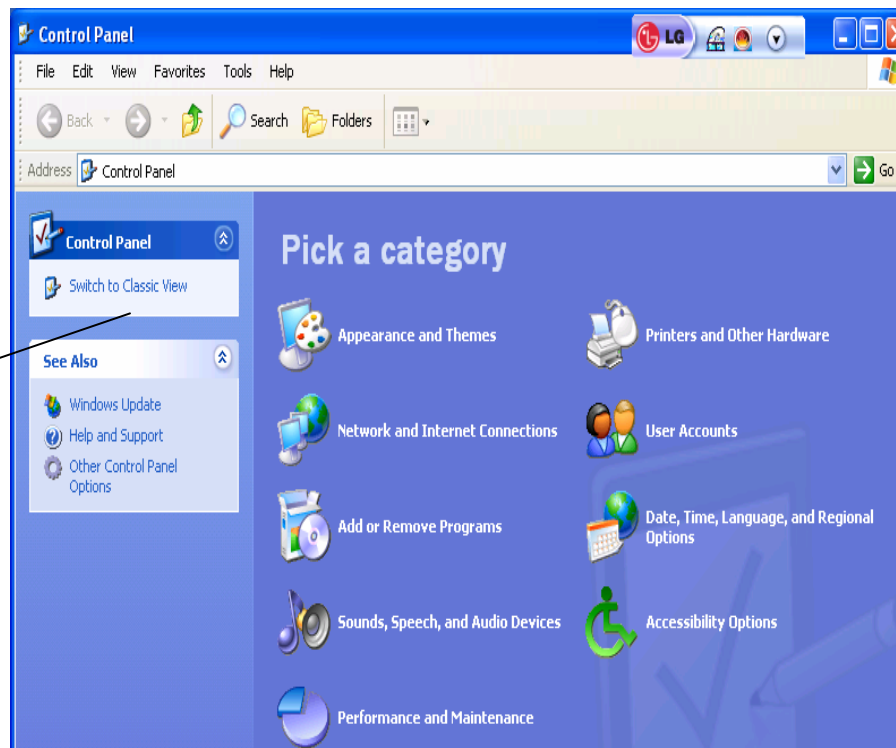 Control Panel
LG
File Edit View Favorites Tools Help
Back Search Folders
Address Control Panel Go
Control Panel
Switch to Classic View
See Also
Windows Update
Help and Support
Other Control Panel
Options
Pick a category
Appearance and Themes
Printers and Other Hardware
Network and Internet Connections
User Accounts
Add or Remove Programs
Date, Time, Language, and Regional
Options
Sounds, Speech, and Audio Devices
Accessibility Options
Performance and Maintenance